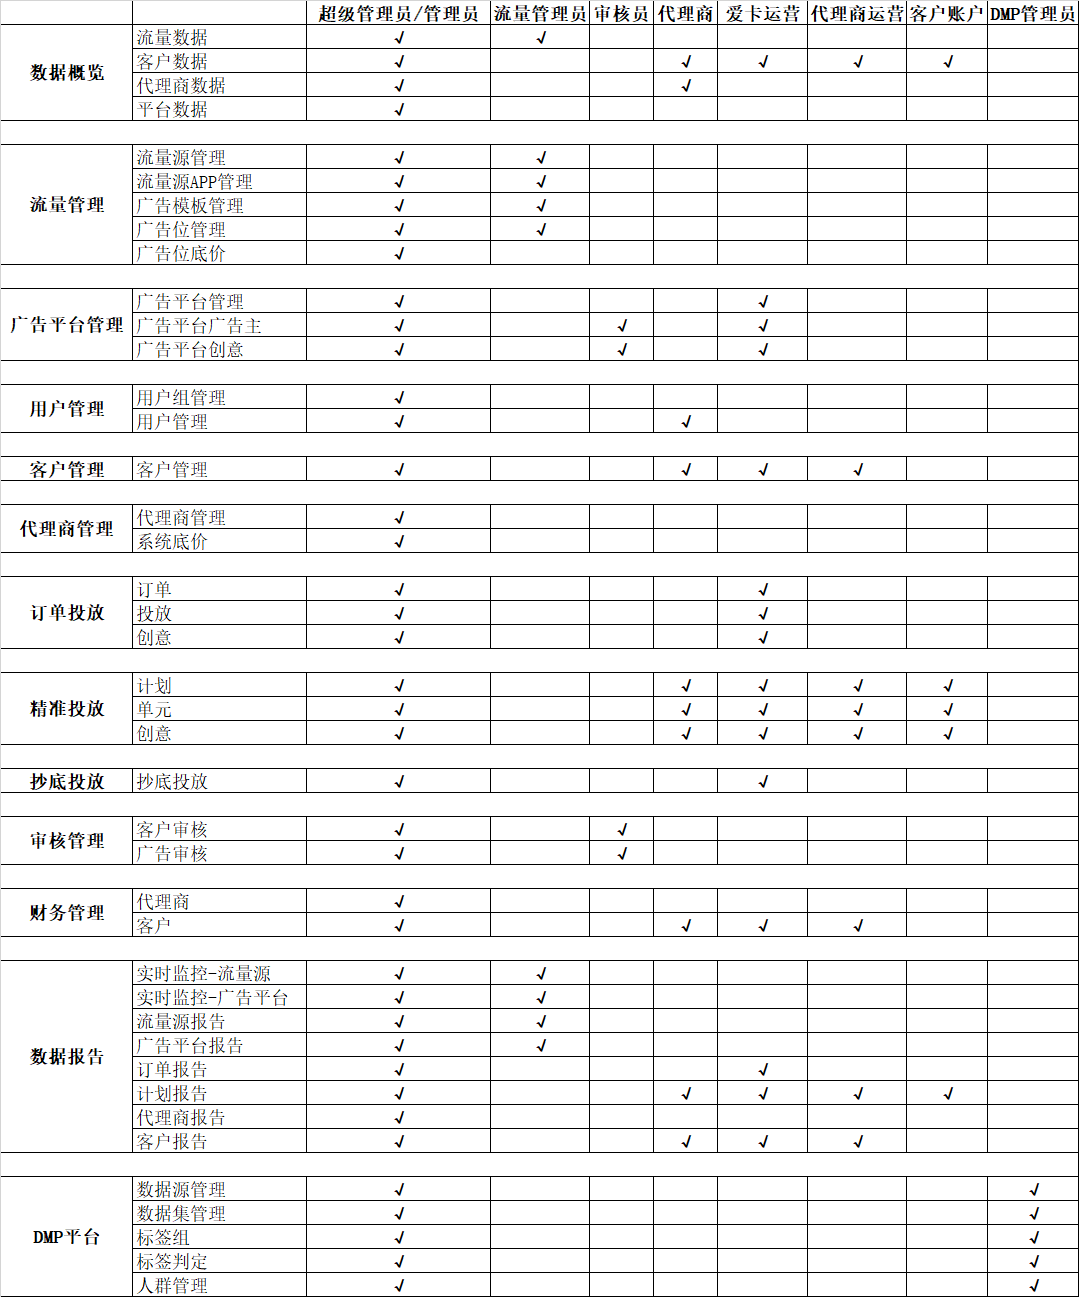 超级管理员/管理员 流量管理员 审核员 代理商 爱卡运营 代理商运营 客户账户 DMP管理员
数据概览
流量数据 √ √
客户数据 √ √ √ √ √
代理商数据 √ √
平台数据 √
流量管理
流量源管理 √ √
流量源APP管理 √ √
广告模板管理 √ √
广告位管理 √ √
广告位底价 √
广告平台管理
广告平台管理 √ √
广告平台广告主 √ √ √
广告平台创意 √ √ √
用户管理
用户组管理 √
用户管理 √ √
客户管理 客户管理 √ √ √ √
代理商管理
代理商管理 √
系统底价 √
订单投放
订单 √ √
投放 √ √
创意 √ √
精准投放
计划 √ √ √ √ √
单元 √ √ √ √ √
创意 √ √ √ √ √
抄底投放 抄底投放 √ √
审核管理
客户审核 √ √
广告审核 √ √
财务管理
代理商 √
客户 √ √ √ √
数据报告
实时监控-流量源 √ √
实时监控-广告平台 √ √
流量源报告 √ √
广告平台报告 √ √
订单报告 √ √
计划报告 √ √ √ √ √
代理商报告 √
客户报告 √ √ √ √
DMP平台
数据源管理 √ √
数据集管理 √ √
标签组 √ √
标签判定 √ √
人群管理 √ √